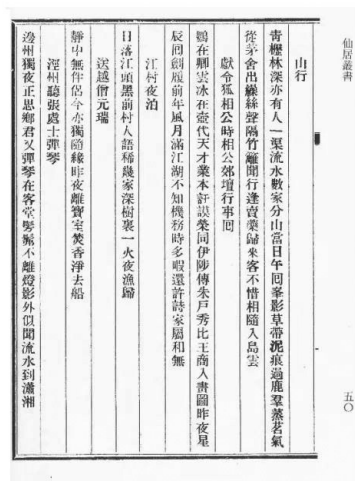 仙居叢書
五〇
山行
青櫪林深亦有人一渠流水數家分山當日午回峯影草帶泥痕過鹿羣蒸茗氣
從茅舍出繰絲聲隔竹籬聞行逢賣藥歸來客不惜相隨入島雲
獻令狐相公時相公郊壇行事回
鵷在卿雲冰在壺代天才業本訏謨榮同伊陟傳朱戶秀比王商入畫圖昨夜星
辰回劍履前年風月滿江湖不知機務時多暇還許詩家屬和無
江村夜泊
日落江頭黑前村人語稀幾家深樹裏一火夜漁歸
送越僧元瑞
靜中無伴侶今亦獨隨緣昨夜離寶室焚香淨去船
涇州聽張處士彈琴
邊州獨夜正思鄉君又彈琴在客堂髣髴不離燈影外似聞流水到瀟湘